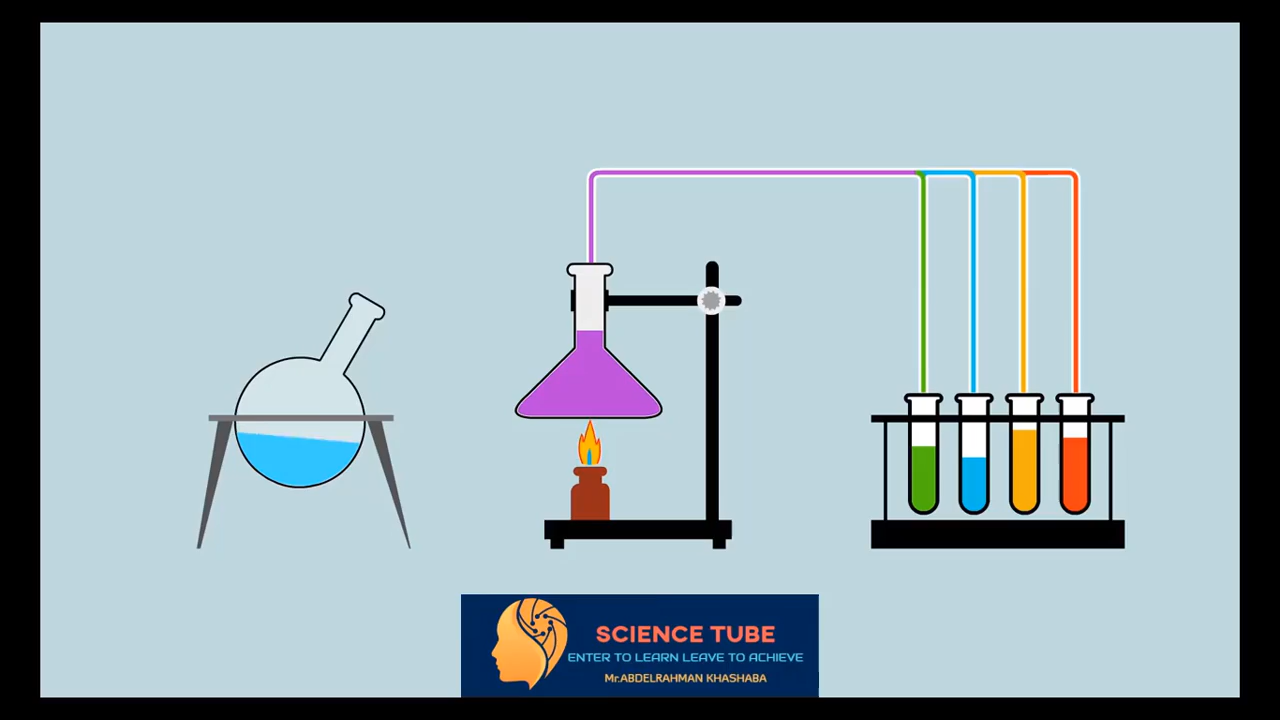 SCIENCE TUBE
ENTER TO LEARN LEAVE TO ACHIEVE
Mr.ABDELRAHMAN KHASHABA